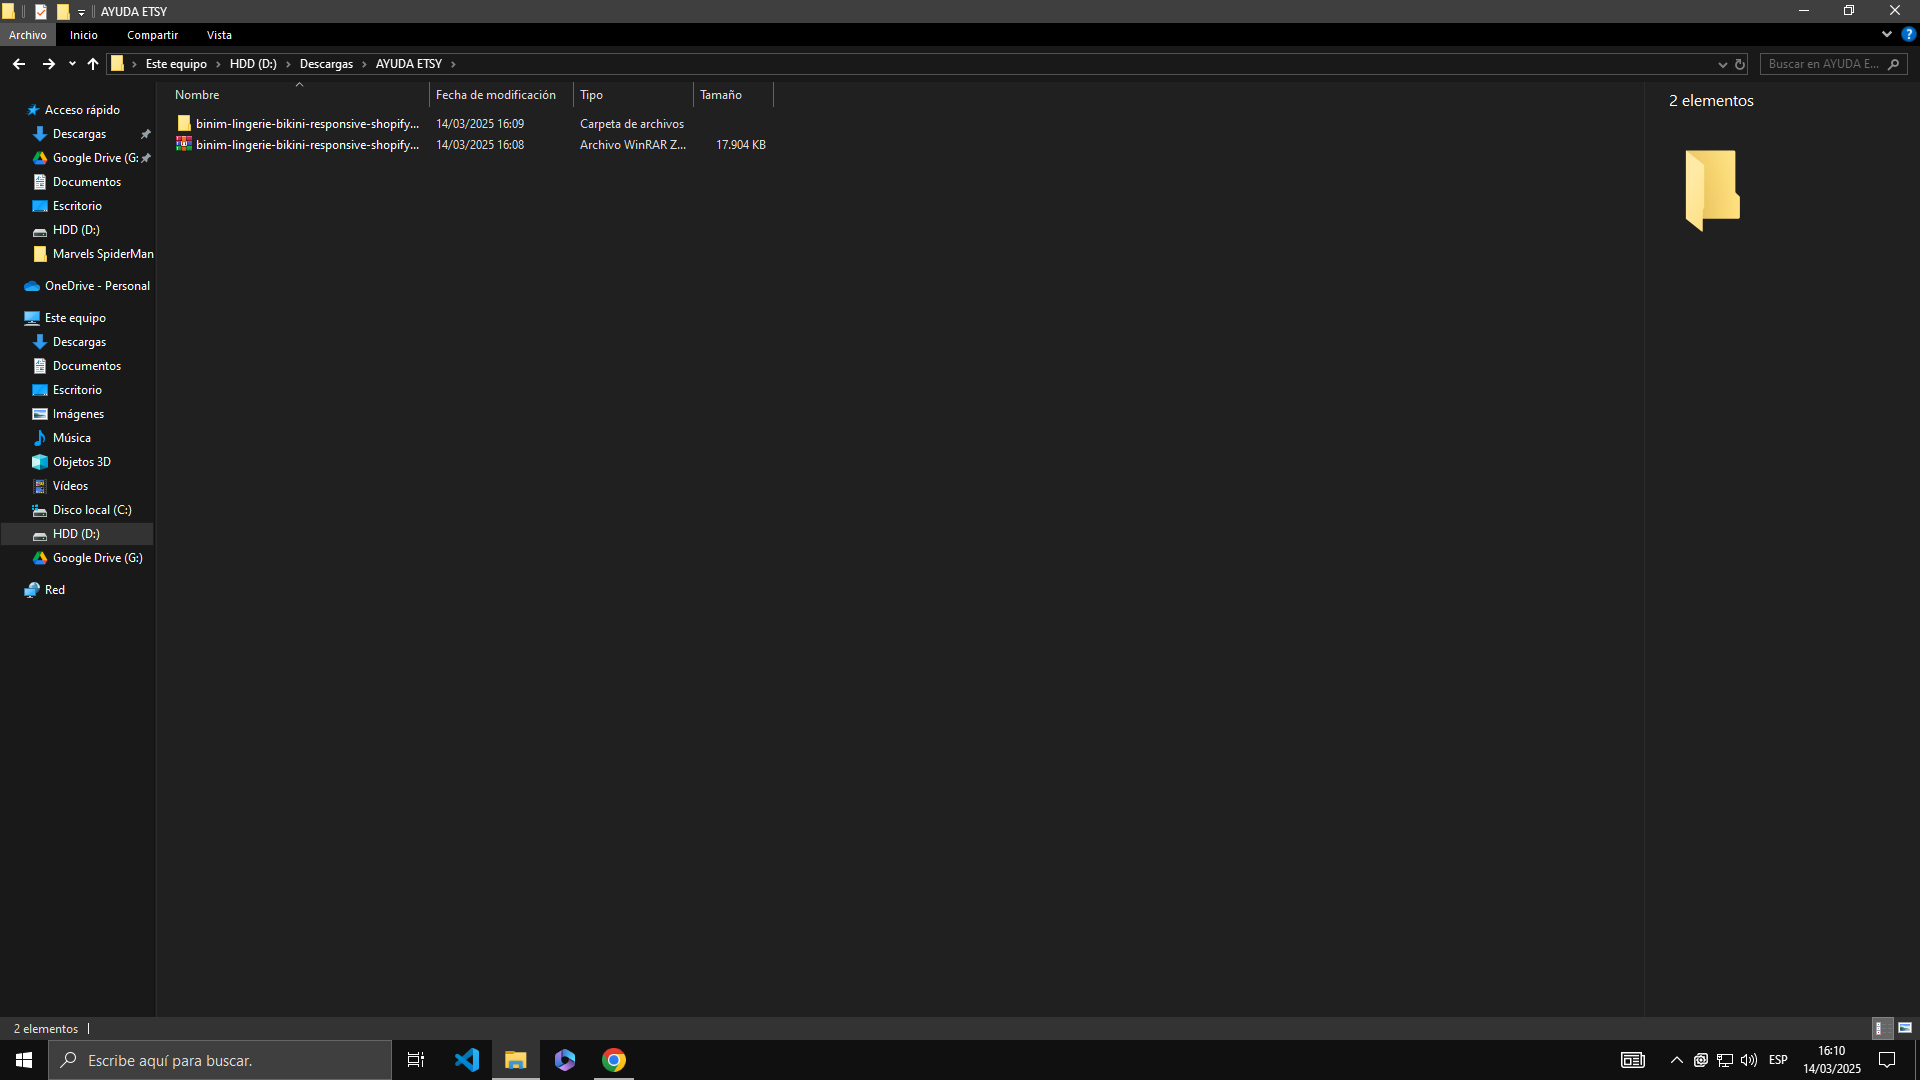 AYUDA ETSY
Archivo
Inicio
Compartir
Vista
Este equipo
HDD (D:)
Descargas
AYUDA ETSY
Buscar en AYUDA E...
Nombre
Fecha de modificación
Tipo
Tamaño
binim-lingerie-bikini-responsive-shopify... 14/03/2025 16:09 Carpeta de archivos
binim-lingerie-bikini-responsive-shopify... 14/03/2025 16:08 Archivo WinRAR Z... 17.904 KB
2 elementos
Acceso rápido
Descargas
Google Drive (G:
Documentos
Escritorio
HDD (D:)
Marvels SpiderMan
OneDrive - Personal
Este equipo
Descargas
Documentos
Escritorio
Imágenes
Música
Objetos 3D
Vídeos
Disco local (C:)
HDD (D:)
Google Drive (G:)
Red
2 elementos
Escribe aquí para buscar.
ESP
16:10
14/03/2025